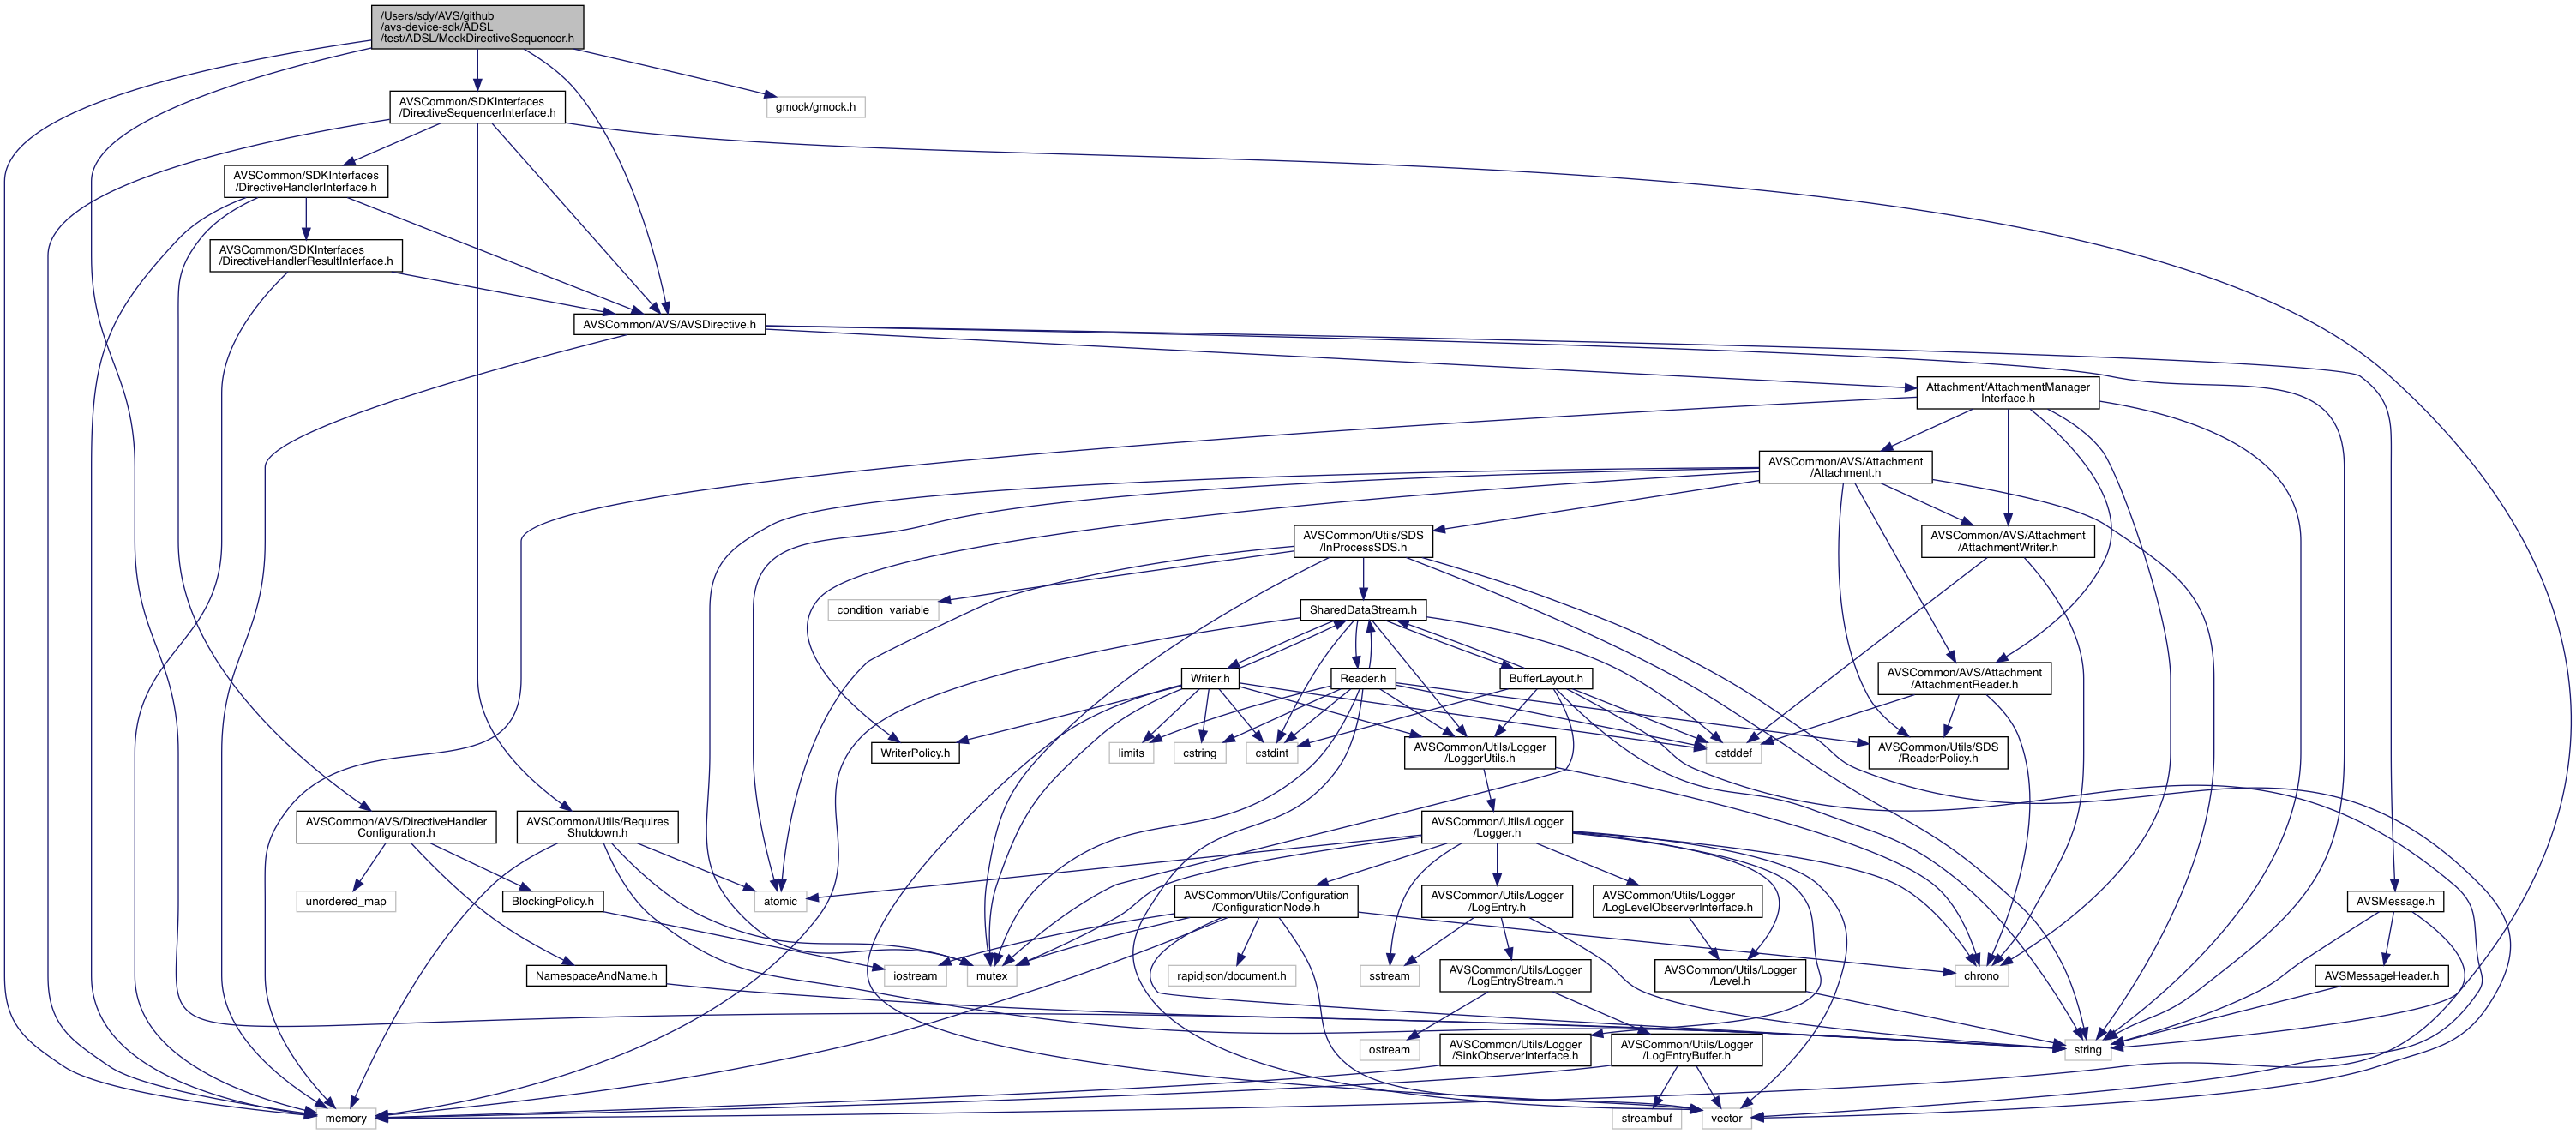 /Users/sdy/AVS/github
/avs-device-sdk/ADSL
/test/ADSL/MockDirectiveSequencer.h
AVSCommon/SDKInterfaces
/DirectiveSequencerInterface.h
gmock/gmock.h
AVSCommon/SDKInterfaces
/DirectiveHandlerInterface.h
AVSCommon/SDKInterfaces
/DirectiveHandlerResultInterface.h
AVSCommon/AVS/AVSDirective.h
Attachment/AttachmentManager
Interface.h
AVSCommon/AVS/Attachment
/Attachment.h
AVSCommon/Utils/SDS
/InProcessSDS.h
AVSCommon/AVS/Attachment
/AttachmentWriter.h
condition_variable
SharedDataStream.h
Writer.h
Reader.h
BufferLayout.h
AVSCommon/AVS/Attachment
/AttachmentReader.h
WriterPolicy.h
limits
cstring
cstdint
AVSCommon/Utils/Logger
/LoggerUtils.h
cstddef
AVSCommon/Utils/SDS
/ReaderPolicy.h
AVSCommon/AVS/DirectiveHandler
Configuration.h
AVSCommon/Utils/Requires
Shutdown.h
AVSCommon/Utils/Logger
/Logger.h
unordered_map
BlockingPolicy.h
atomic
AVSCommon/Utils/Configuration
/ConfigurationNode.h
AVSCommon/Utils/Logger
/LogEntry.h
AVSCommon/Utils/Logger
/LogLevelObserverInterface.h
AVSMessage.h
NamespaceAndName.h
iostream
mutex
rapidjson/document.h
sstream
AVSCommon/Utils/Logger
/LogEntryStream.h
AVSCommon/Utils/Logger
/Level.h
chrono
AVSMessageHeader.h
ostream
AVSCommon/Utils/Logger
/SinkObserverInterface.h
AVSCommon/Utils/Logger
/LogEntryBuffer.h
string
memory
streambuf
vector